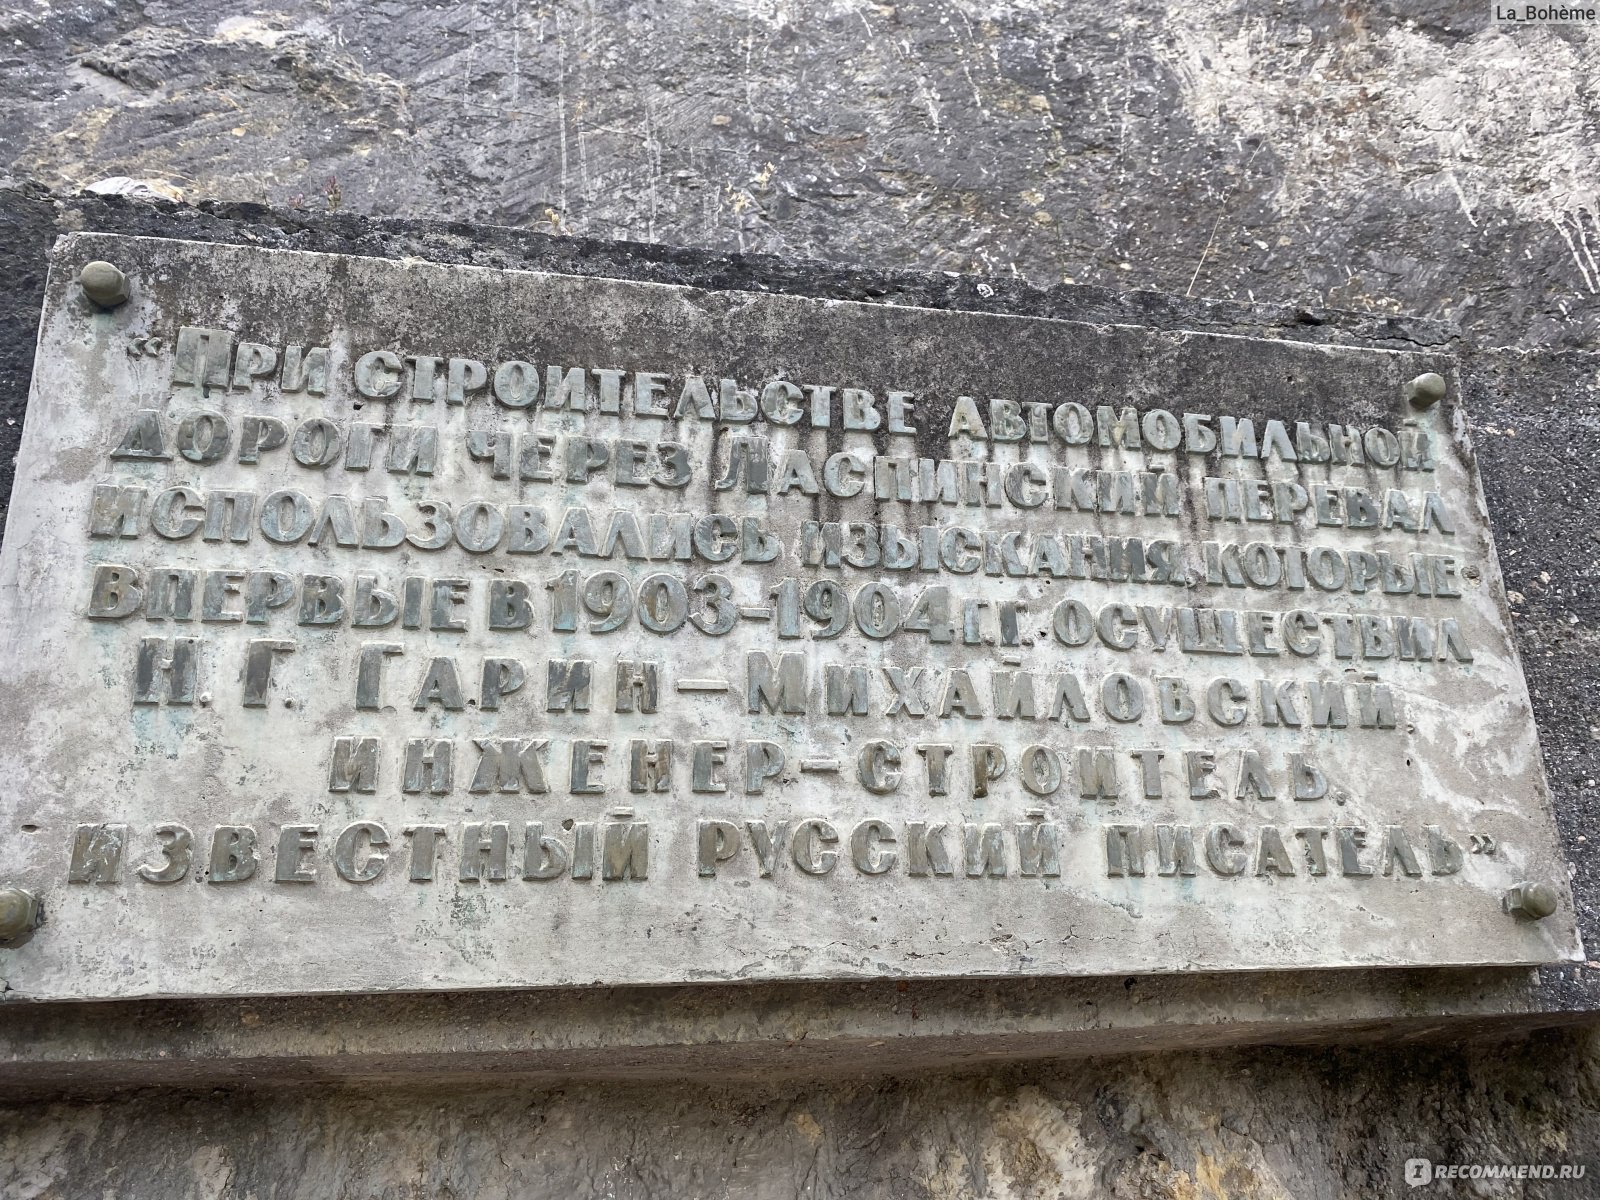 La_Bohème
«При строительстве автомобильной
дороги через Ласпинский перевал
использовались изыскания которые
впервые в 1903–1904 г.г. осуществил
Н. Г. Гарин – Михайловский,
инженер – строитель,
известный русский писатель»
IRECOMMEND.RU